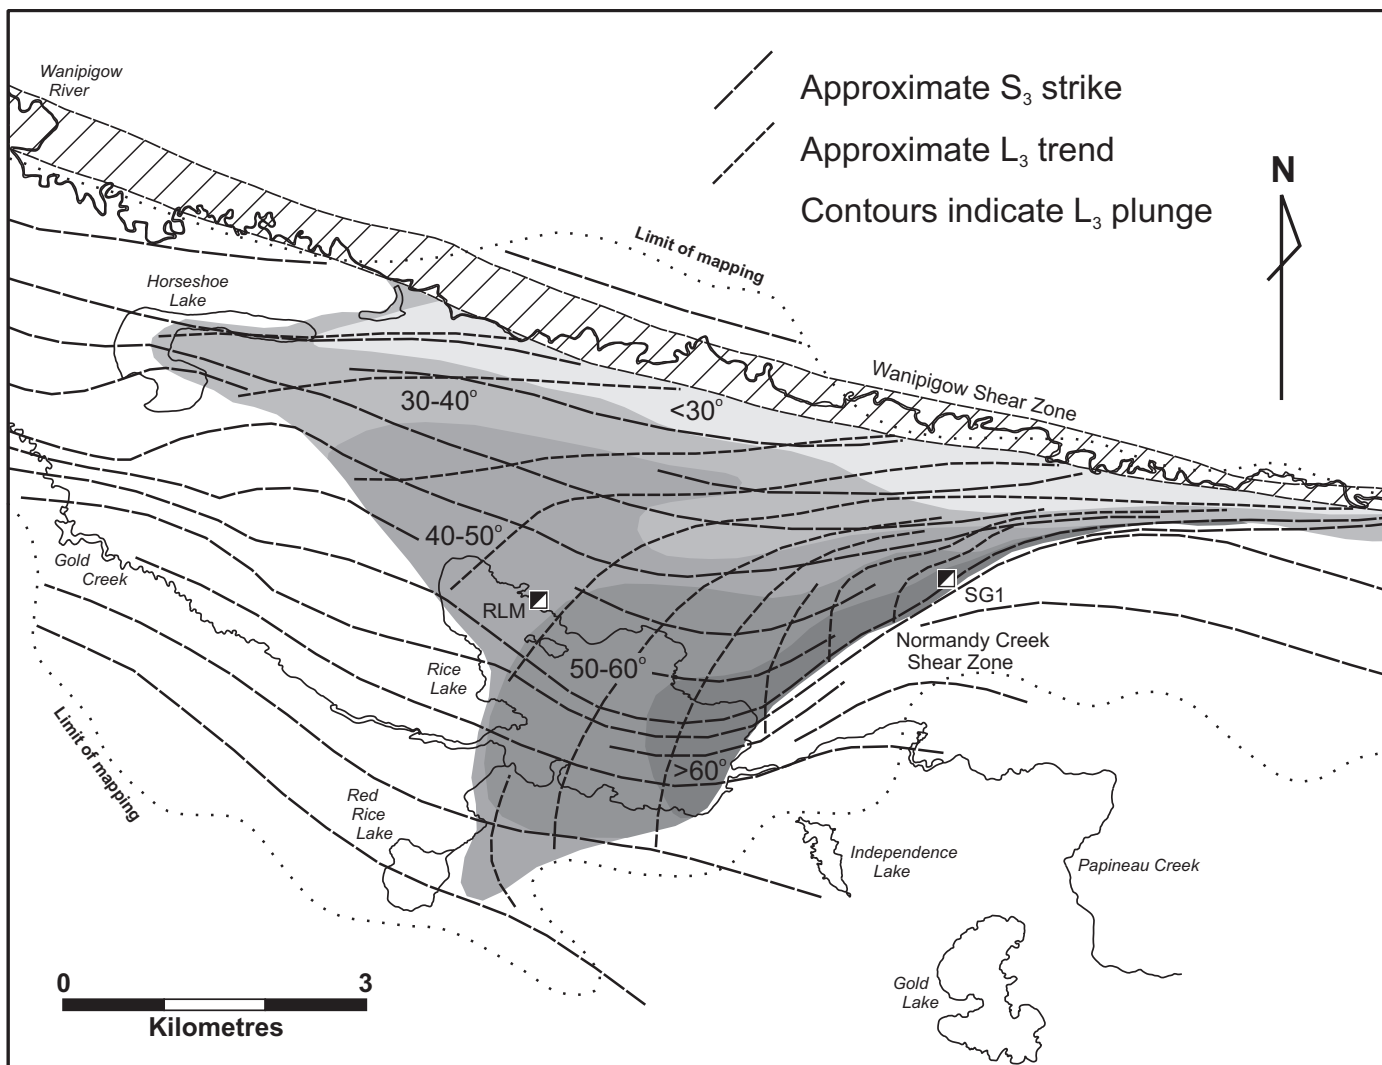 Wanipigow
River
Approximate S3 strike
Approximate L3 trend
Contours indicate L3 plunge
N
Limit of mapping
Horseshoe
Lake
Wanipigow Shear Zone
30-40°
<30°
40-50°
Gold
Creek
RLM
SG1
Normandy Creek
Shear Zone
50-60°
Rice
Lake
Limit of mapping
>60°
Red
Rice
Lake
Independence
Lake
Papineau Creek
Gold
Lake
0 3
Kilometres